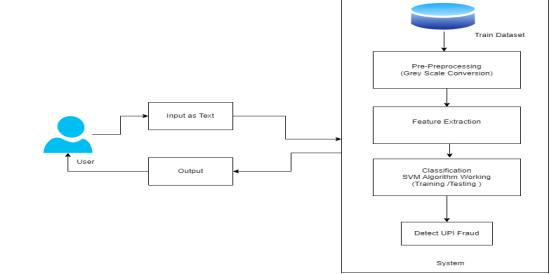 Train Dataset
Pre-Preprocessing
(Grey Scale Conversion)
Input as Text
Feature Extraction
User
Output
Classification
SVM Algorithm Working
(Training /Testing )
Detect UPI Fraud
System